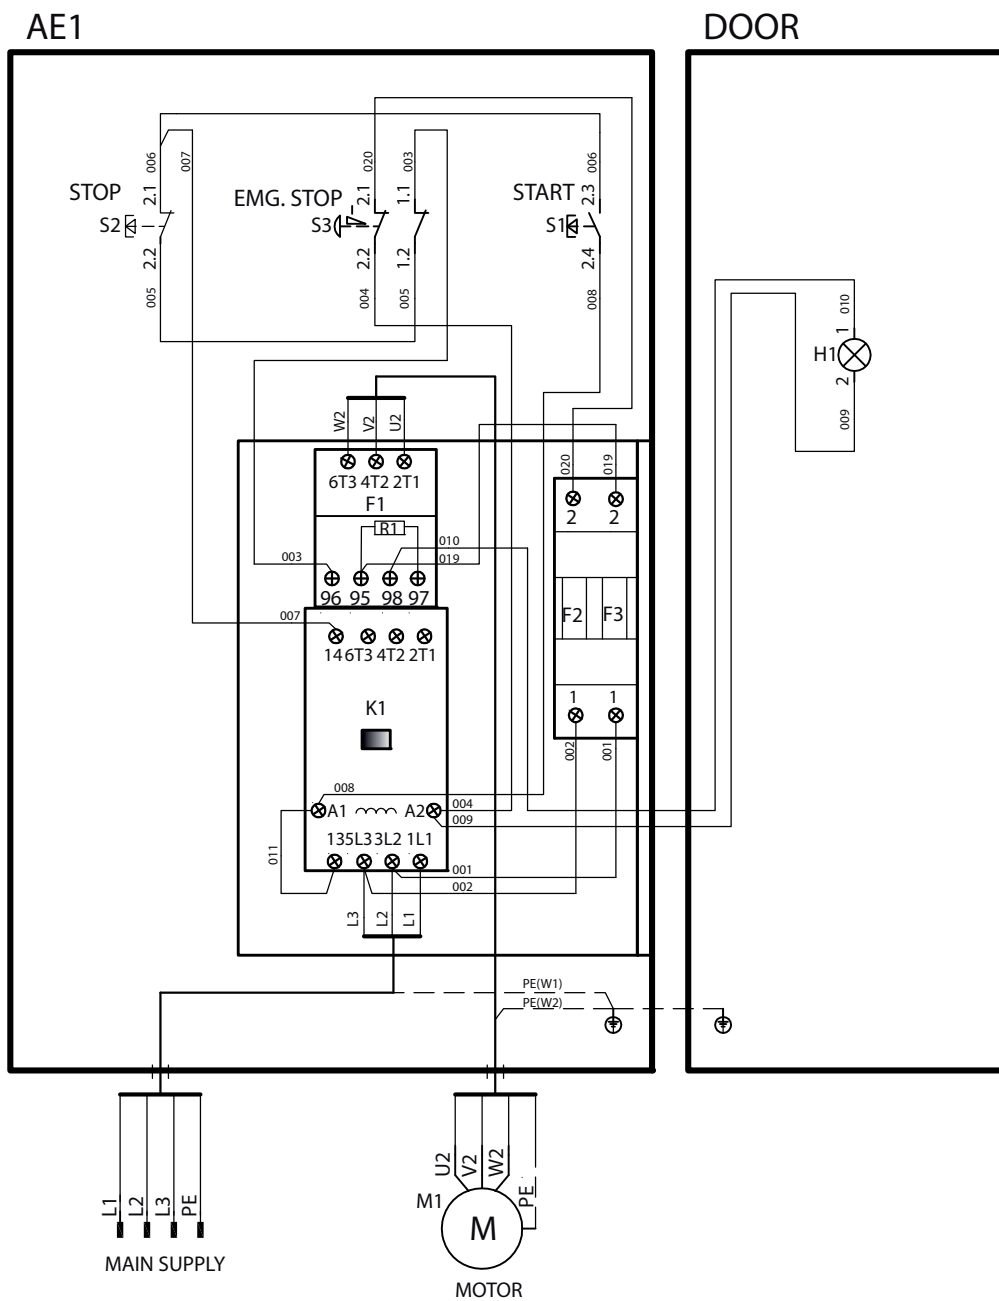 AE1 DOOR
006 007 020 003 006
STOP 2.1 EMG. STOP 2.1 1.1 START 2.3
S2 S3 S1
2.2 2.2 1.2 2.4
005 004 005 008 010
1
H1
2
009
W2 V2 U2
020 019
6T3 4T2 2T1
F1 2 2
R1
010
003 019
96 95 98 97
F2 F3
007
14 6T3 4T2 2T1
1 1
K1
002 001
008
A1 A2 004
009
011
135L3 3L2 1L1
001
002
L3 L2 L1
PE(W1)
PE(W2)
L1 L2 L3 PE
U2 V2 W2 PE
M1
M
MAIN SUPPLY
MOTOR